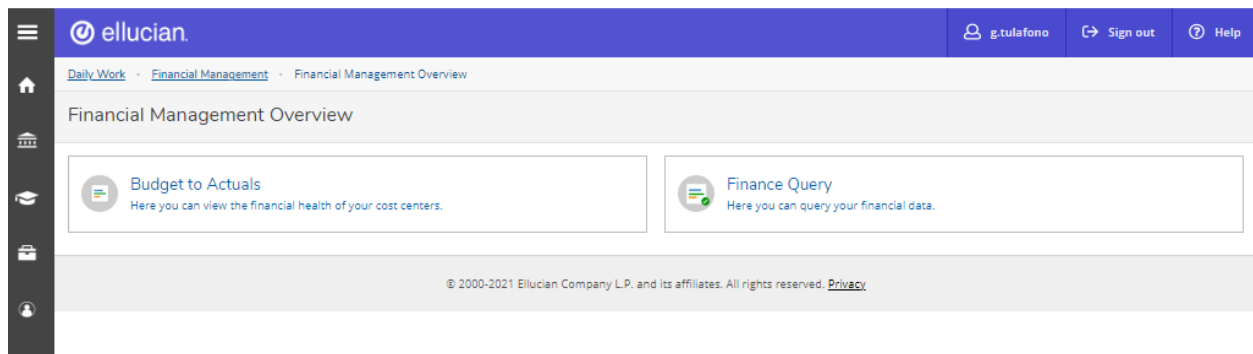 ellucian.
g.tulafono
Sign out
Help
Daily Work · Financial Management · Financial Management Overview
Financial Management Overview
Budget to Actuals
Here you can view the financial health of your cost centers.
Finance Query
Here you can query your financial data.
© 2000-2021 Ellucian Company L.P. and its affiliates. All rights reserved. Privacy